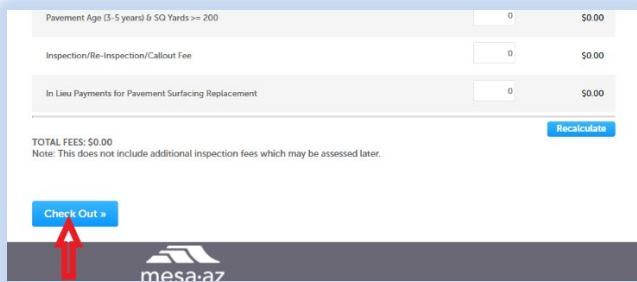 Pavement Age (3-5 years) & SQ Yards >= 200 0 $0.00
Inspection/Re-Inspection/Callout Fee 0 $0.00
In Lieu Payments for Pavement Surfacing Replacement 0 $0.00
Recalculate
TOTAL FEES: $0.00
Note: This does not include additional inspection fees which may be assessed later.
Check Out »
mesa·az